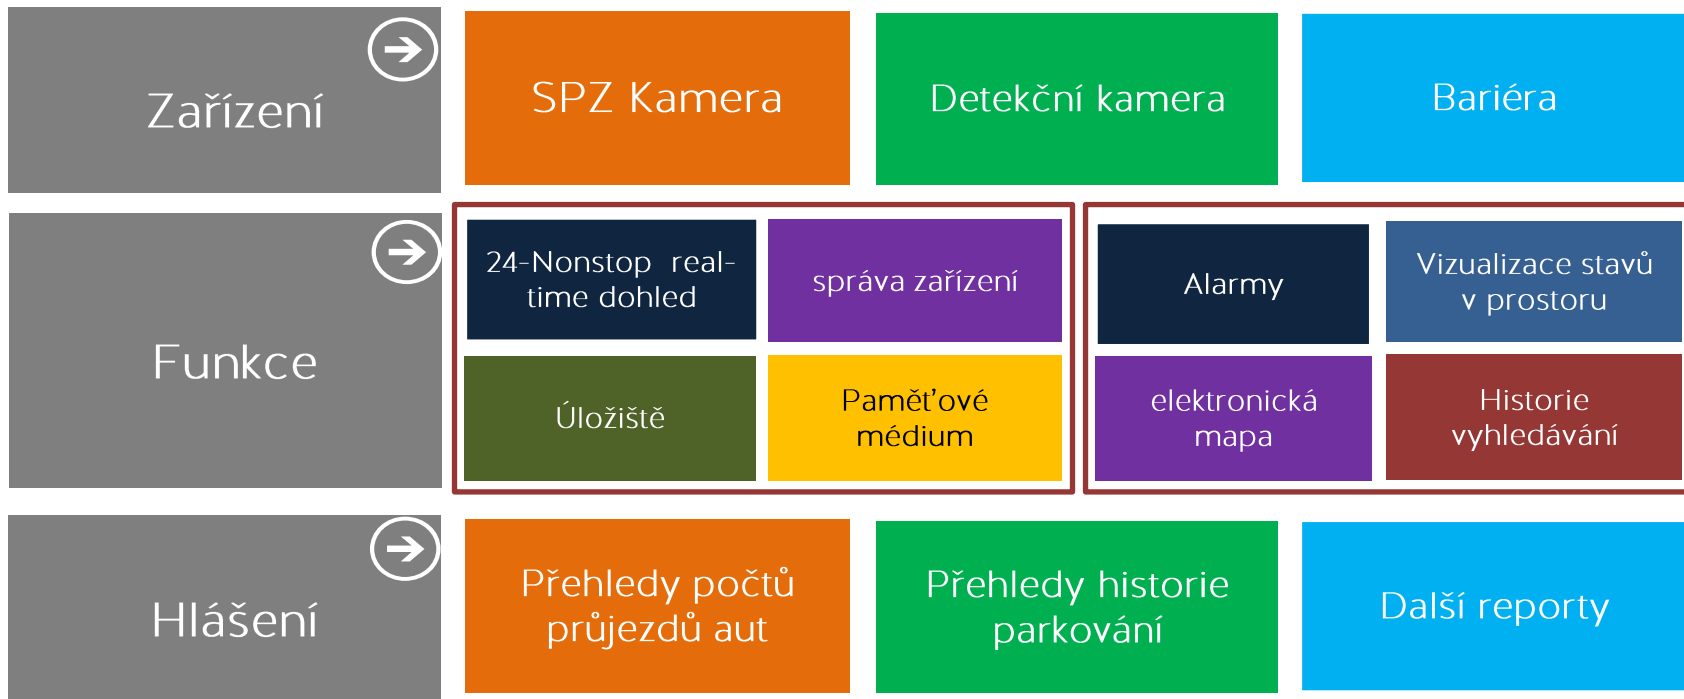 Zařízení
SPZ Kamera
Detekční kamera
Bariéra
Funkce
24-Nonstop real-
time dohled
správa zařízení
Úložiště
Paměťové
médium
Alarmy
Vizualizace stavů
v prostoru
elektronická
mapa
Historie
vyhledávání
Hlášení
Přehledy počtů
průjezdů aut
Přehledy historie
parkování
Další reporty